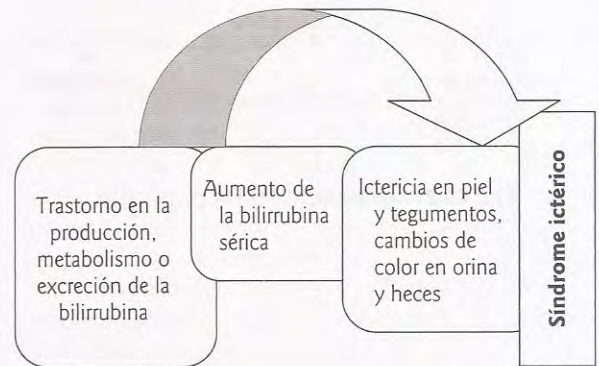 Trastorno en la
producción,
metabolismo o
excreción de la
bilirrubina
Aumento de
la bilirrubina
sérica
Ictericia en piel
y tegumentos,
cambios de
color en orina
y heces
Síndrome ictérico